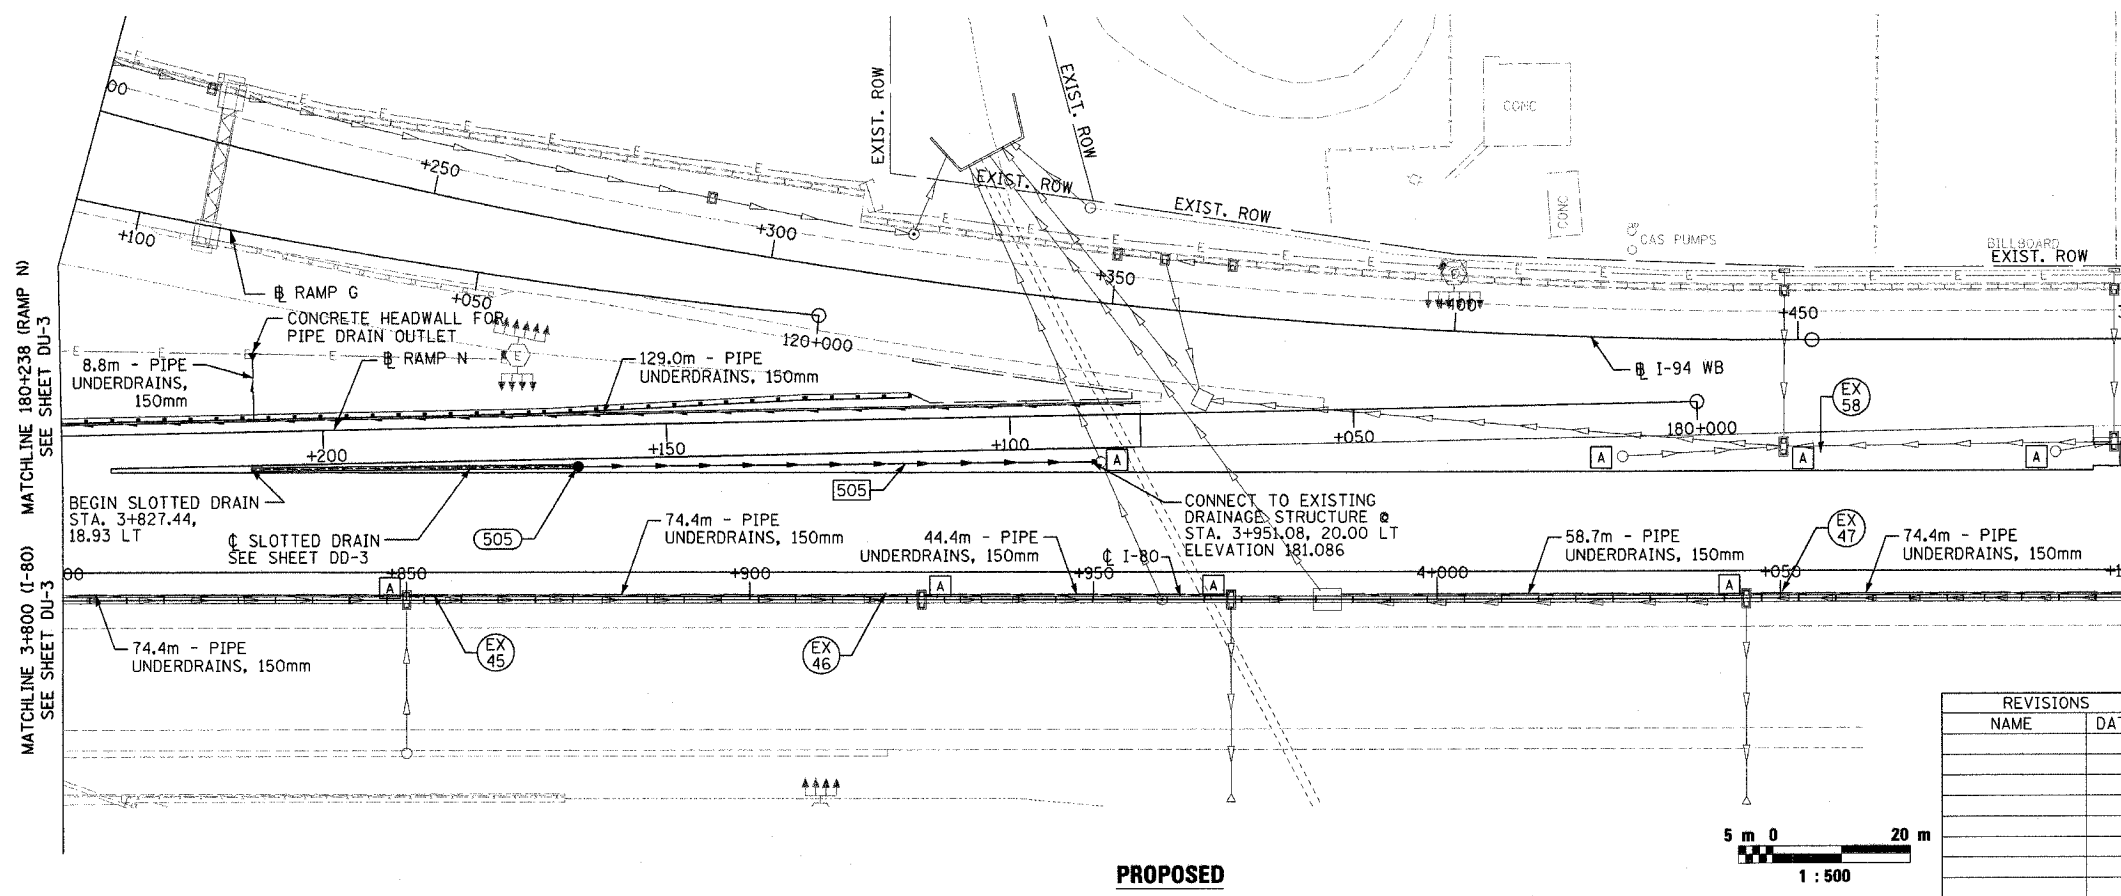 EXIST. ROW
EXIST. ROW
EXIST. ROW
EXIST. ROW
CONC
CONC
GAS PUMPS
BILLBOARD
EXIST. ROW
00
+250
+300
+350
+400
+450
+100
+050
120+000
℔ RAMP G
CONCRETE HEADWALL FOR
PIPE DRAIN OUTLET
℔ RAMP N
8.8m - PIPE
UNDERDRAINS,
150mm
129.0m - PIPE
UNDERDRAINS, 150mm
℔ I-94 WB
EX
58
MATCHLINE 180+238 (RAMP N)
SEE SHEET DU-3
+200
+150
+100
+050
180+000
A
A
A
A
BEGIN SLOTTED DRAIN
STA. 3+827.44,
18.93 LT
℄ SLOTTED DRAIN
SEE SHEET DD-3
505
505
CONNECT TO EXISTING
DRAINAGE STRUCTURE @
STA. 3+951.08, 20.00 LT
ELEVATION 181.086
74.4m - PIPE
UNDERDRAINS, 150mm
44.4m - PIPE
UNDERDRAINS, 150mm
℄ I-80
58.7m - PIPE
UNDERDRAINS, 150mm
EX
47
74.4m - PIPE
UNDERDRAINS, 150mm
MATCHLINE 3+800 (I-80)
SEE SHEET DU-3
00
+850
+900
+950
4+000
+050
+1
A
A
A
A
74.4m - PIPE
UNDERDRAINS, 150mm
EX
45
EX
46
REVISIONS
NAME
DAT
5 m 0 20 m
1 : 500
PROPOSED